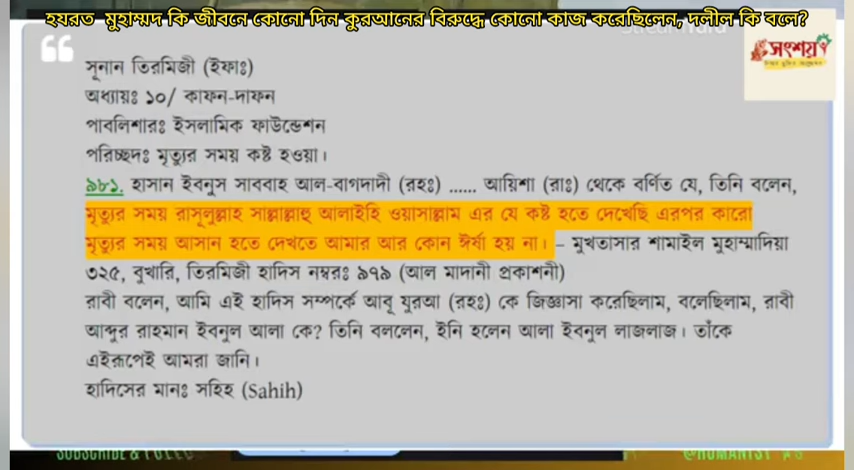 হযরত মুহাম্মদ কি জীবনে কোনো দিন কুরআনের বিরুদ্ধে কোনো কাজ করেছিলেন, দলীল কি বলে?
সংশয়
সূনান তিরমিজী (ইফাঃ)
অধ্যায়ঃ ১০/ কাফন-দাফন
পাবলিশারঃ ইসলামিক ফাউন্ডেশন
পরিচ্ছদঃ মৃত্যুর সময় কষ্ট হওয়া।
৯৮১. হাসান ইবনুস সাববাহ আল-বাগদাদী (রহঃ) ...... আয়িশা (রাঃ) থেকে বর্ণিত যে, তিনি বলেন,
মৃত্যুর সময় রাসূলুল্লাহ সাল্লাল্লাহু আলাইহি ওয়াসাল্লাম এর যে কষ্ট হতে দেখেছি এরপর কারো
মৃত্যুর সময় আসান হতে দেখতে আমার আর কোন ঈর্ষা হয় না। – মুখতাসার শামাইল মুহাম্মাদিয়া
৩২৫, বুখারি, তিরমিজী হাদিস নম্বরঃ ৯৭৯ (আল মাদানী প্রকাশনী)
রাবী বলেন, আমি এই হাদিস সম্পর্কে আবূ যুরআ (রহঃ) কে জিজ্ঞাসা করেছিলাম, বলেছিলাম, রাবী
আব্দুর রাহমান ইবনুল আলা কে? তিনি বললেন, ইনি হলেন আলা ইবনুল লাজলাজ। তাঁকে
এইরূপেই আমরা জানি।
হাদিসের মানঃ সহিহ (Sahih)
SUBSCRIBE &